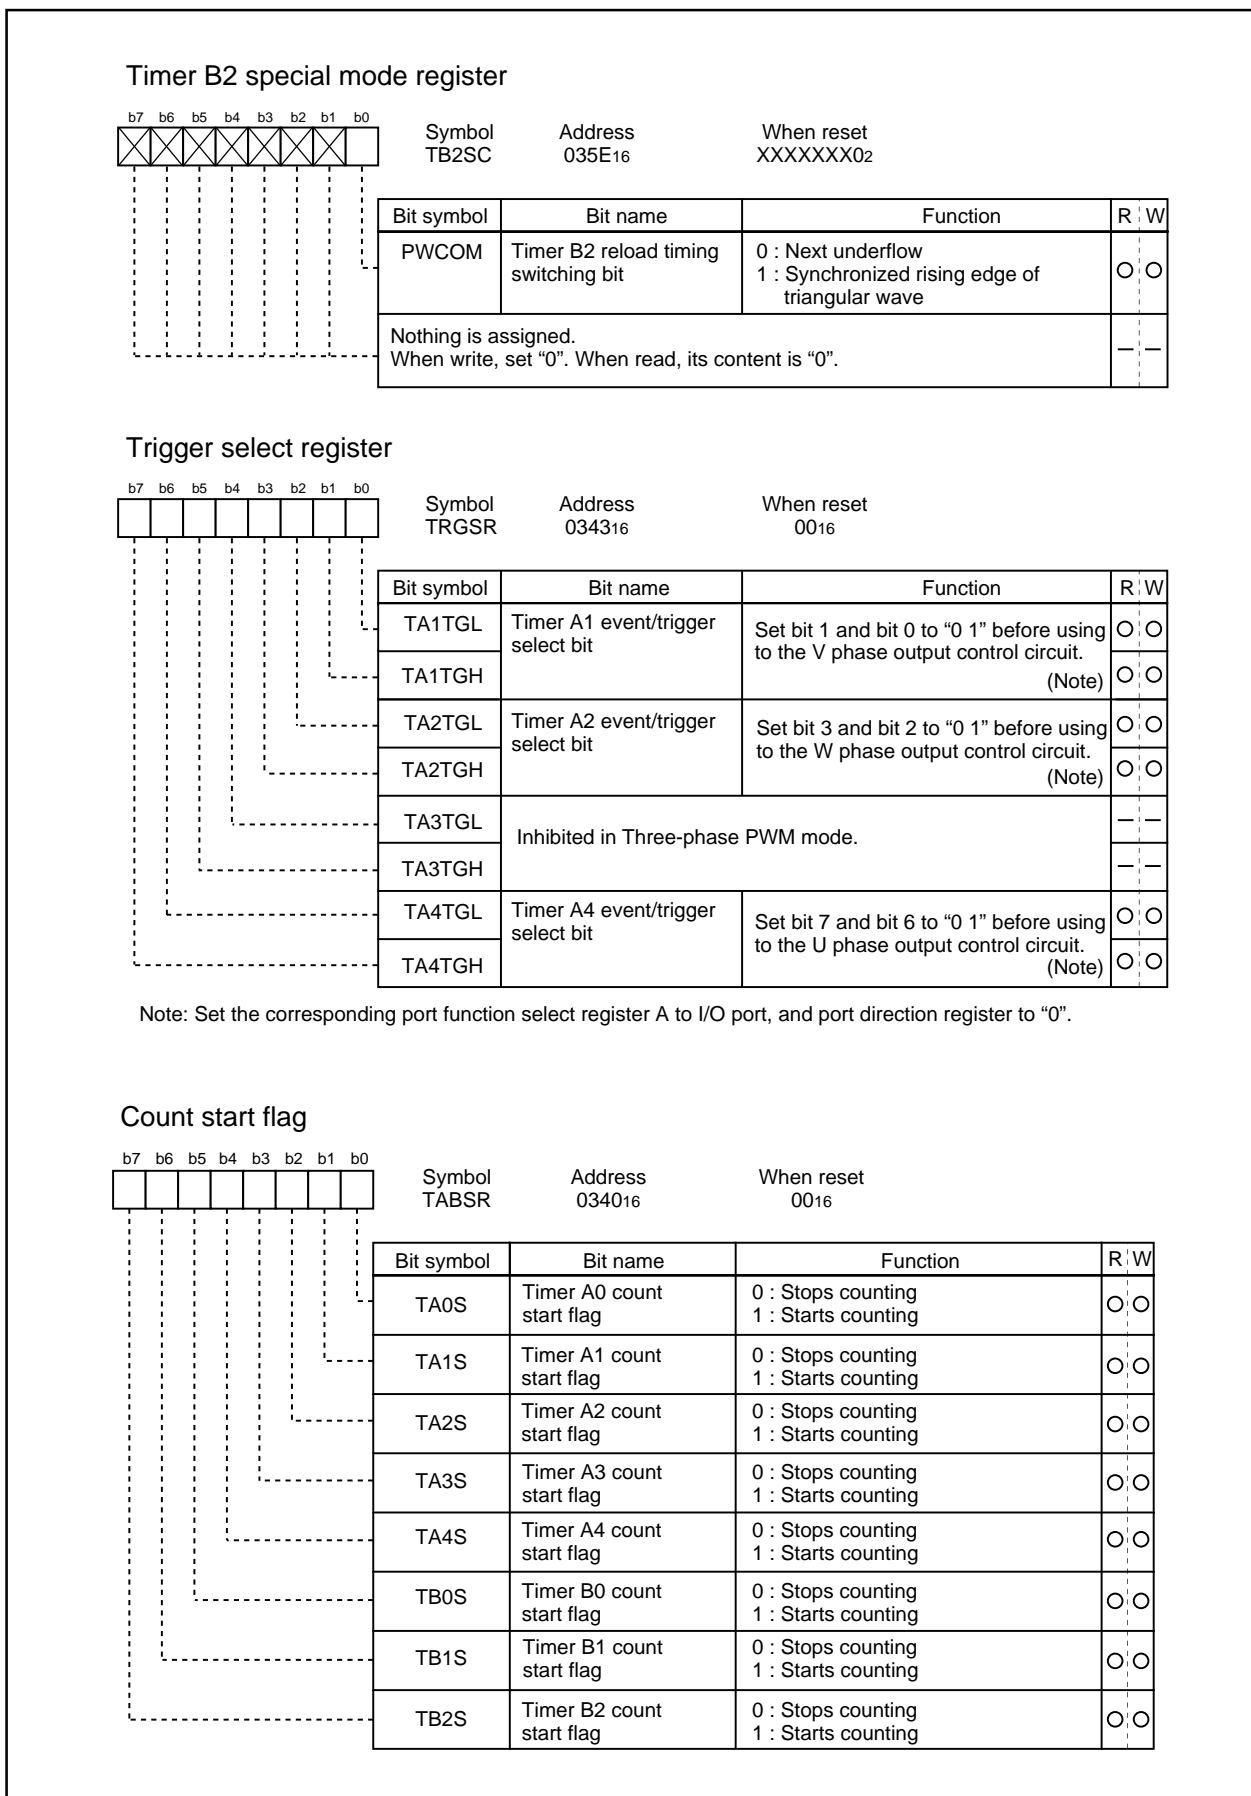 Timer B2 special mode register
b7 b6 b5 b4 b3 b2 b1 b0
Symbol Address When reset
TB2SC 035E16 XXXXXXX02
Bit symbol Bit name Function R W
PWCOM Timer B2 reload timing 0 : Next underflow
switching bit 1 : Synchronized rising edge of
triangular wave
Nothing is assigned.
When write, set “0”. When read, its content is “0”.
Trigger select register
b7 b6 b5 b4 b3 b2 b1 b0
Symbol Address When reset
TRGSR 034316 0016
Bit symbol Bit name Function R W
TA1TGL Timer A1 event/trigger Set bit 1 and bit 0 to “0 1” before using
select bit to the V phase output control circuit.
TA1TGH (Note)
TA2TGL Timer A2 event/trigger Set bit 3 and bit 2 to “0 1” before using
select bit to the W phase output control circuit.
TA2TGH (Note)
TA3TGL
Inhibited in Three-phase PWM mode.
TA3TGH
TA4TGL Timer A4 event/trigger Set bit 7 and bit 6 to “0 1” before using
select bit to the U phase output control circuit.
TA4TGH (Note)
Note: Set the corresponding port function select register A to I/O port, and port direction register to “0”.
Count start flag
b7 b6 b5 b4 b3 b2 b1 b0
Symbol Address When reset
TABSR 034016 0016
Bit symbol Bit name Function R W
TA0S Timer A0 count 0 : Stops counting
start flag 1 : Starts counting
TA1S Timer A1 count 0 : Stops counting
start flag 1 : Starts counting
TA2S Timer A2 count 0 : Stops counting
start flag 1 : Starts counting
TA3S Timer A3 count 0 : Stops counting
start flag 1 : Starts counting
TA4S Timer A4 count 0 : Stops counting
start flag 1 : Starts counting
TB0S Timer B0 count 0 : Stops counting
start flag 1 : Starts counting
TB1S Timer B1 count 0 : Stops counting
start flag 1 : Starts counting
TB2S Timer B2 count 0 : Stops counting
start flag 1 : Starts counting